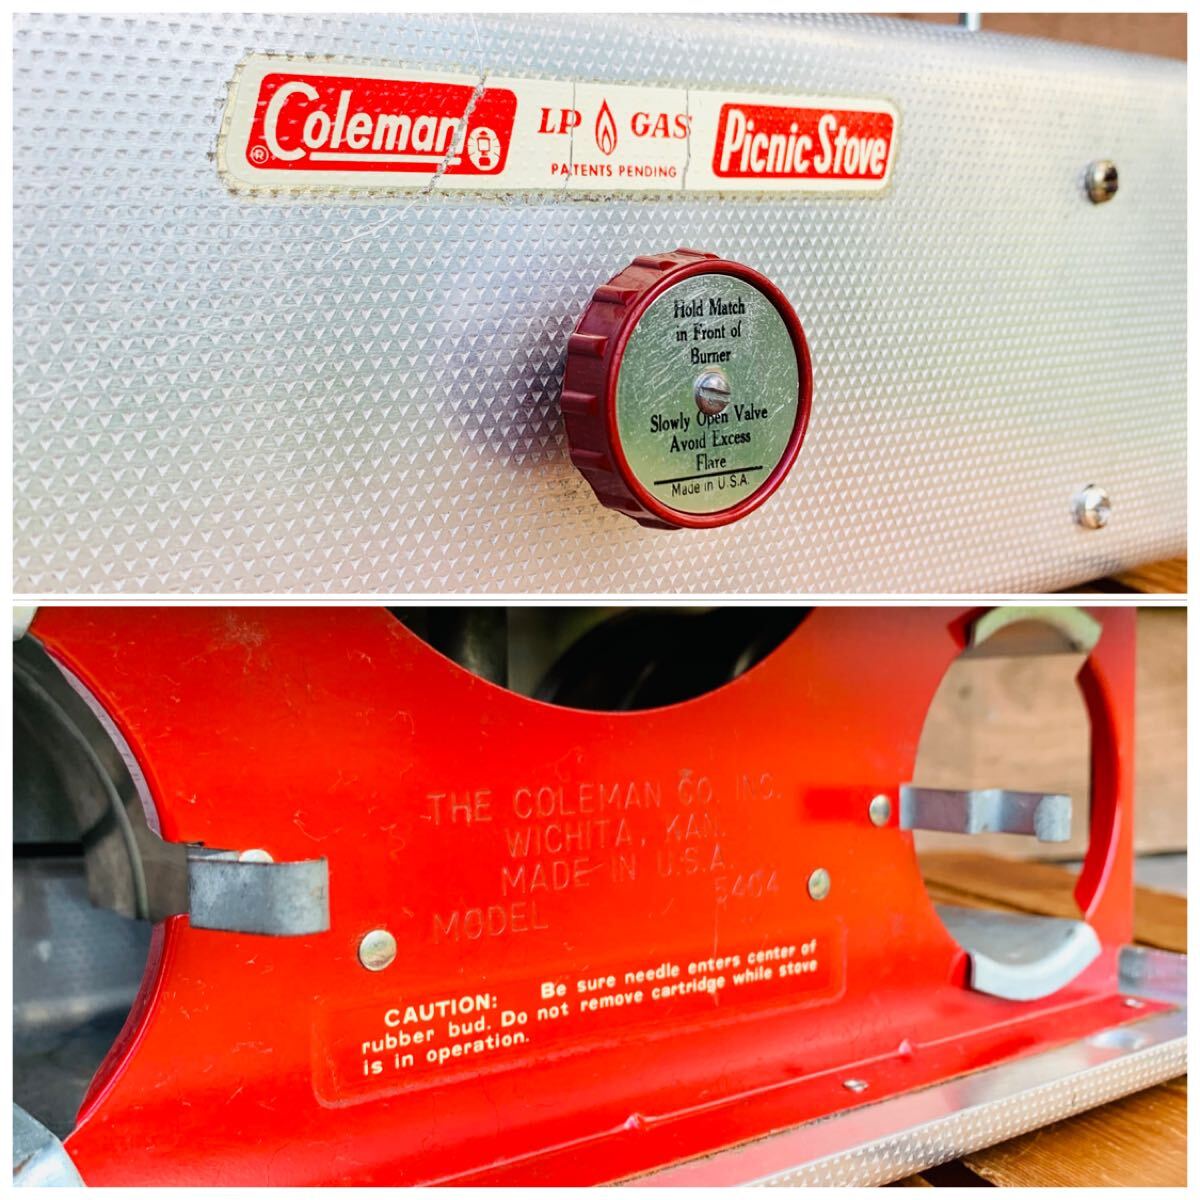 Coleman ®
LP GAS
PATENTS PENDING
Picnic Stove
Hold Match
in Front of
Burner
Slowly Open Valve
Avoid Excess
Flare
Made in U.S.A.
THE COLEMAN CO. INC.
WICHITA, KAN.
MADE IN U.S.A.
MODEL 5404
CAUTION: Be sure needle enters center of
rubber bud. Do not remove cartridge while stove
is in operation.